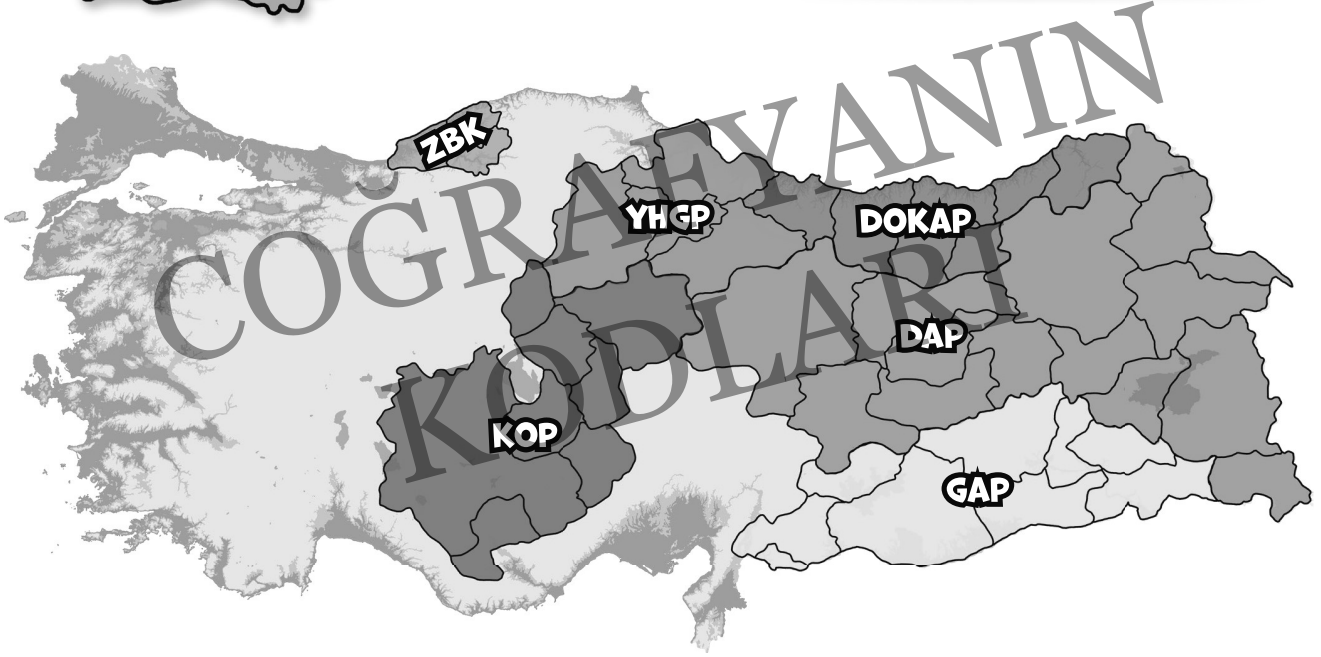 COĞRAFYANIN
KODLARI
ZBK
YHGP
DOKAP
DAP
KOP
GAP